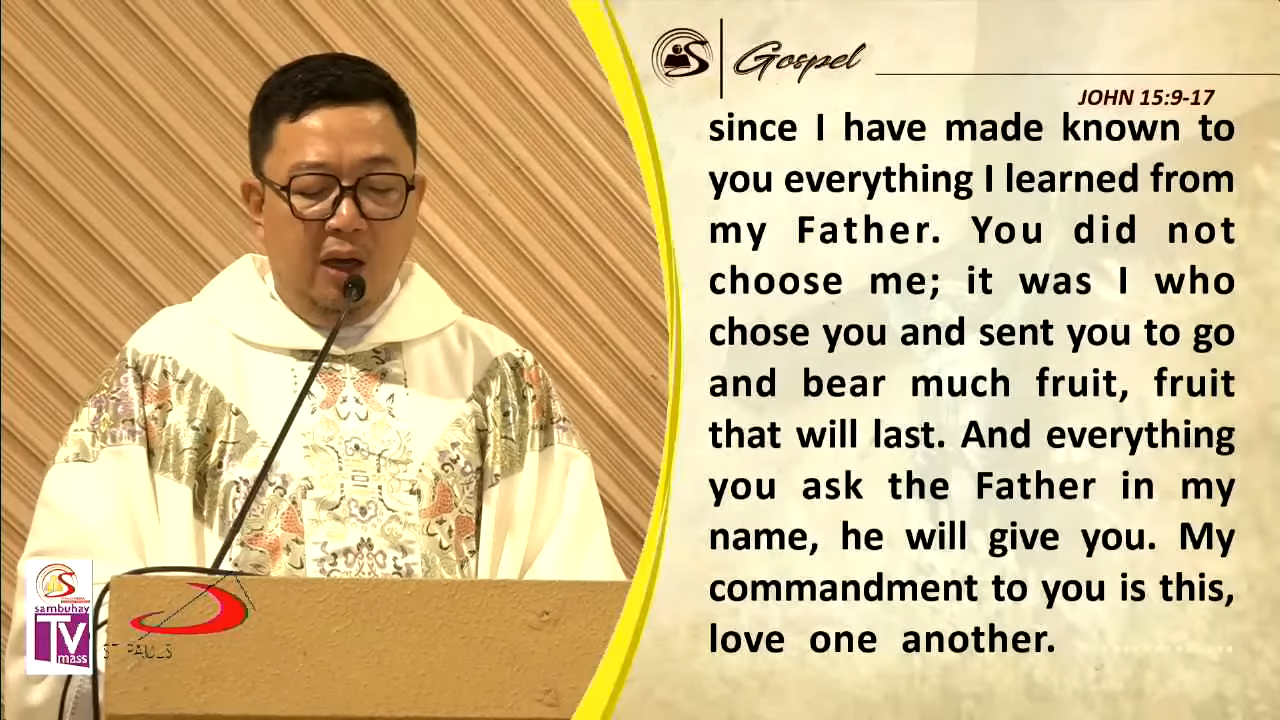 Gospel
JOHN 15:9-17
since I have made known to
you everything I learned from
my Father. You did not
choose me; it was I who
chose you and sent you to go
and bear much fruit, fruit
that will last. And everything
you ask the Father in my
name, he will give you. My
commandment to you is this,
love one another.
sambuhay
TV
mass
ST PAULS